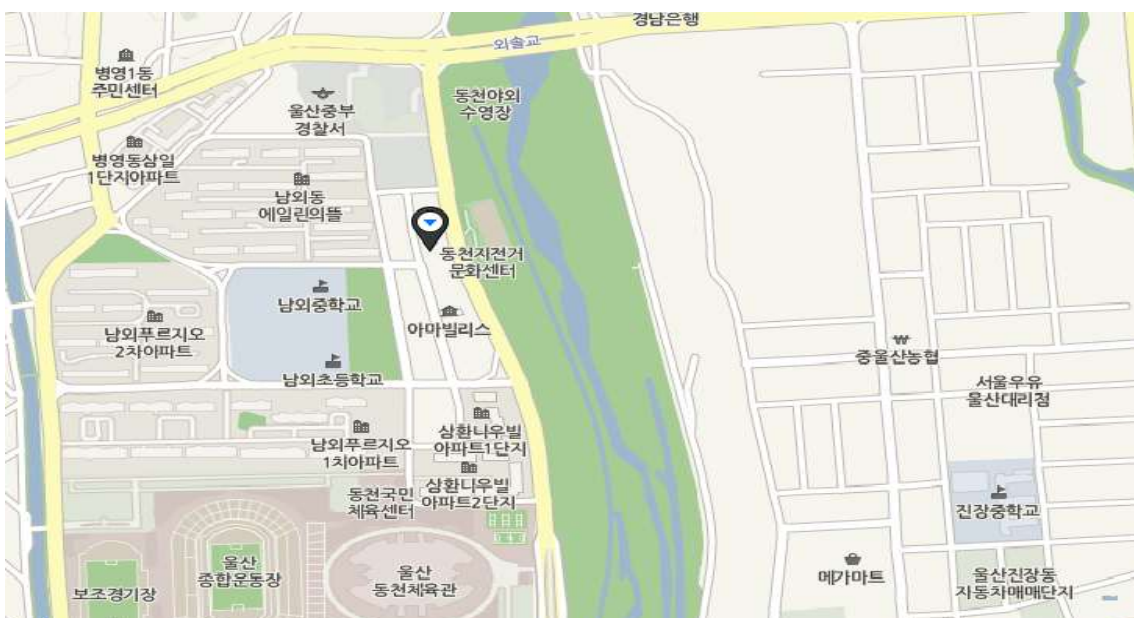 경남은행
외솔교
병영1동
주민센터
동천야외
수영장
울산중부
경찰서
병영동삼일
1단지아파트
남외동
에일린의뜰
동천자전거
문화센터
남외중학교
아마빌리스
남외푸르지오
2차아파트
중울산농협
남외초등학교
서울우유
울산대리점
삼환나우빌
아파트1단지
남외푸르지오
1차아파트
삼환나우빌
아파트2단지
동천국민
체육센터
진장중학교
울산
종합운동장
울산
동천체육관
메가마트
울산진장동
자동차매매단지
보조경기장